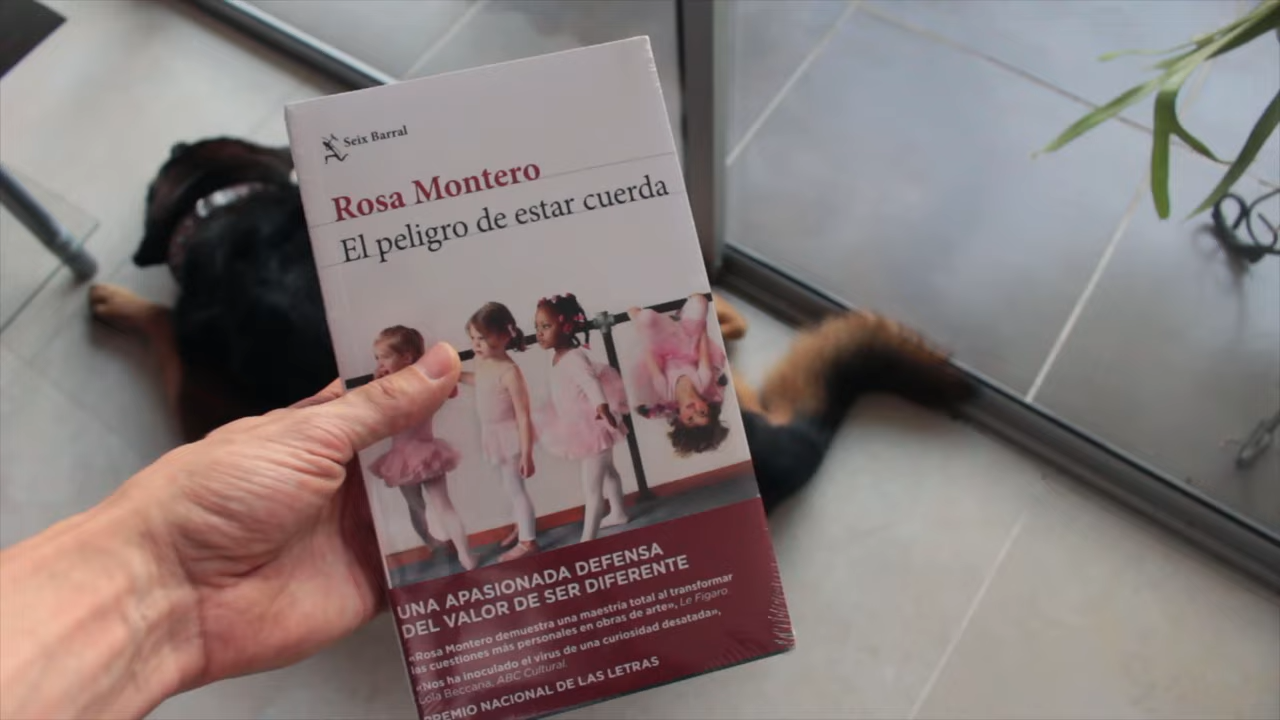 Seix Barral
Rosa Montero
El peligro de estar cuerda
UNA APASIONADA DEFENSA
DEL VALOR DE SER DIFERENTE
«Rosa Montero demuestra una maestría total al transformar
las cuestiones más personales en obras de arte», Le Figaro.
«Nos ha inoculado el virus de una curiosidad desatada»,
Lola Beccaria, ABC Cultural.
PREMIO NACIONAL DE LAS LETRAS